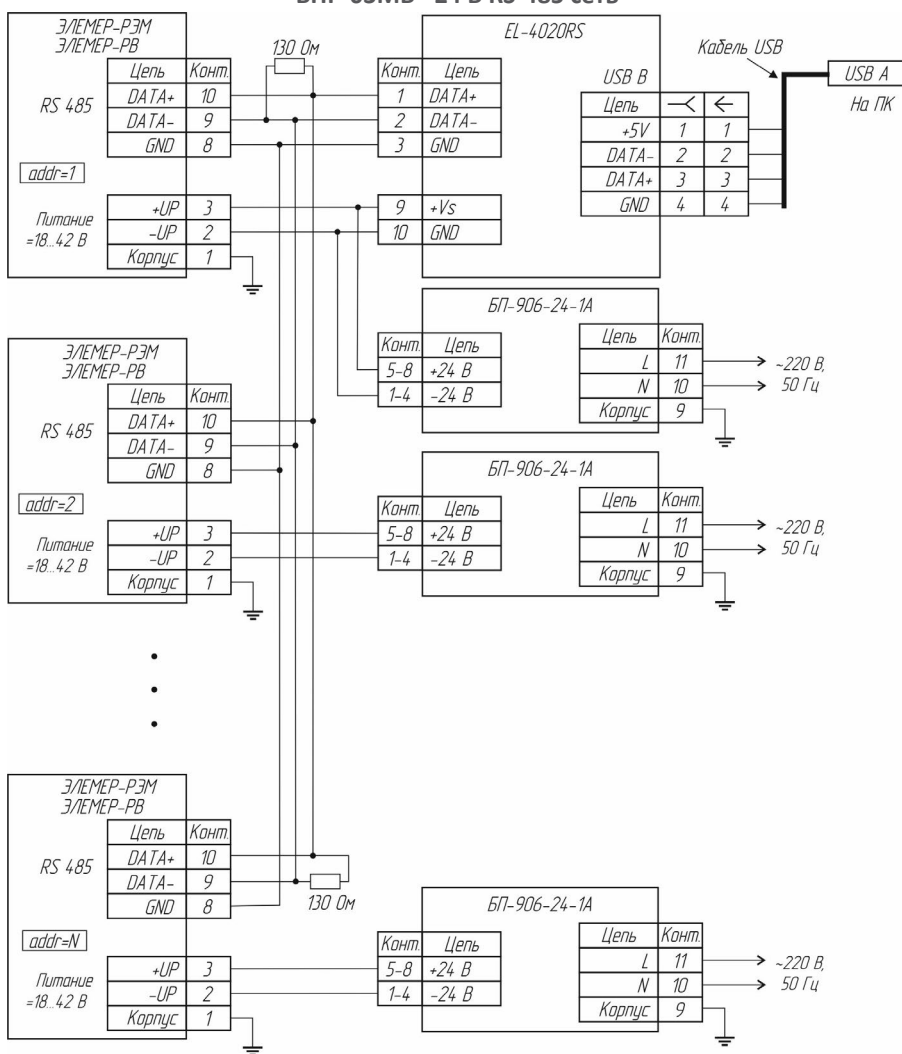 ЭЛЕМЕР-РЭМ
ЭЛЕМЕР-РВ
RS 485
Цепь Конт.
DATA+ 10
DATA- 9
GND 8
addr=1
Питание
=18...42 В
+UP 3
-UP 2
Корпус 1
130 Ом
EL-4020RS
Конт. Цепь
1 DATA+
2 DATA-
3 GND
9 +Vs
10 GND
USB B
Цепь
+5V 1 1
DATA- 2 2
DATA+ 3 3
GND 4 4
Кабель USB
USB A
На ПК
БП-906-24-1А
Конт. Цепь
5-8 +24 В
1-4 -24 В
Цепь Конт.
L 11
N 10
Корпус 9
~220 В,
50 Гц
ЭЛЕМЕР-РЭМ
ЭЛЕМЕР-РВ
RS 485
Цепь Конт.
DATA+ 10
DATA- 9
GND 8
addr=2
Питание
=18...42 В
+UP 3
-UP 2
Корпус 1
БП-906-24-1А
Конт. Цепь
5-8 +24 В
1-4 -24 В
Цепь Конт.
L 11
N 10
Корпус 9
~220 В,
50 Гц
ЭЛЕМЕР-РЭМ
ЭЛЕМЕР-РВ
RS 485
Цепь Конт.
DATA+ 10
DATA- 9
GND 8
addr=N
Питание
=18...42 В
+UP 3
-UP 2
Корпус 1
130 Ом
БП-906-24-1А
Конт. Цепь
5-8 +24 В
1-4 -24 В
Цепь Конт.
L 11
N 10
Корпус 9
~220 В,
50 Гц